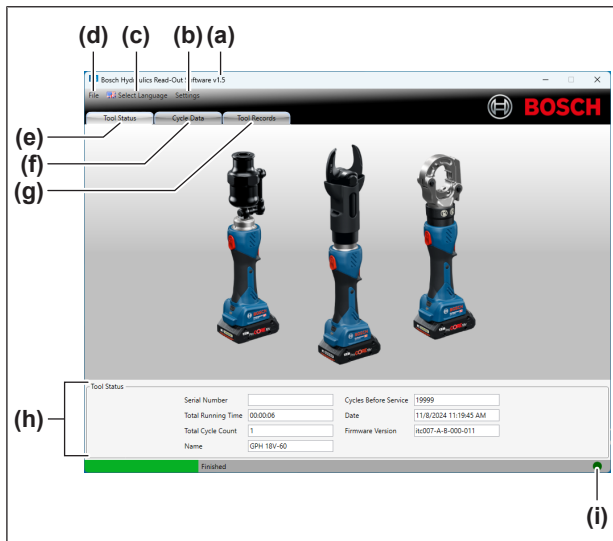 (d) (c) (b) (a)
Bosch Hydraulics Read-Out Software v1.5
File Select Language Settings
BOSCH
Tool Status Cycle Data Tool Records
(e)
(f)
(g)
(h)
Tool Status
Serial Number Cycles Before Service 19999
Total Running Time 00:00:06 Date 11/8/2024 11:19:45 AM
Total Cycle Count 1 Firmware Version itc007-A-8-000-011
Name GPH 18V-60
Finished
(i)